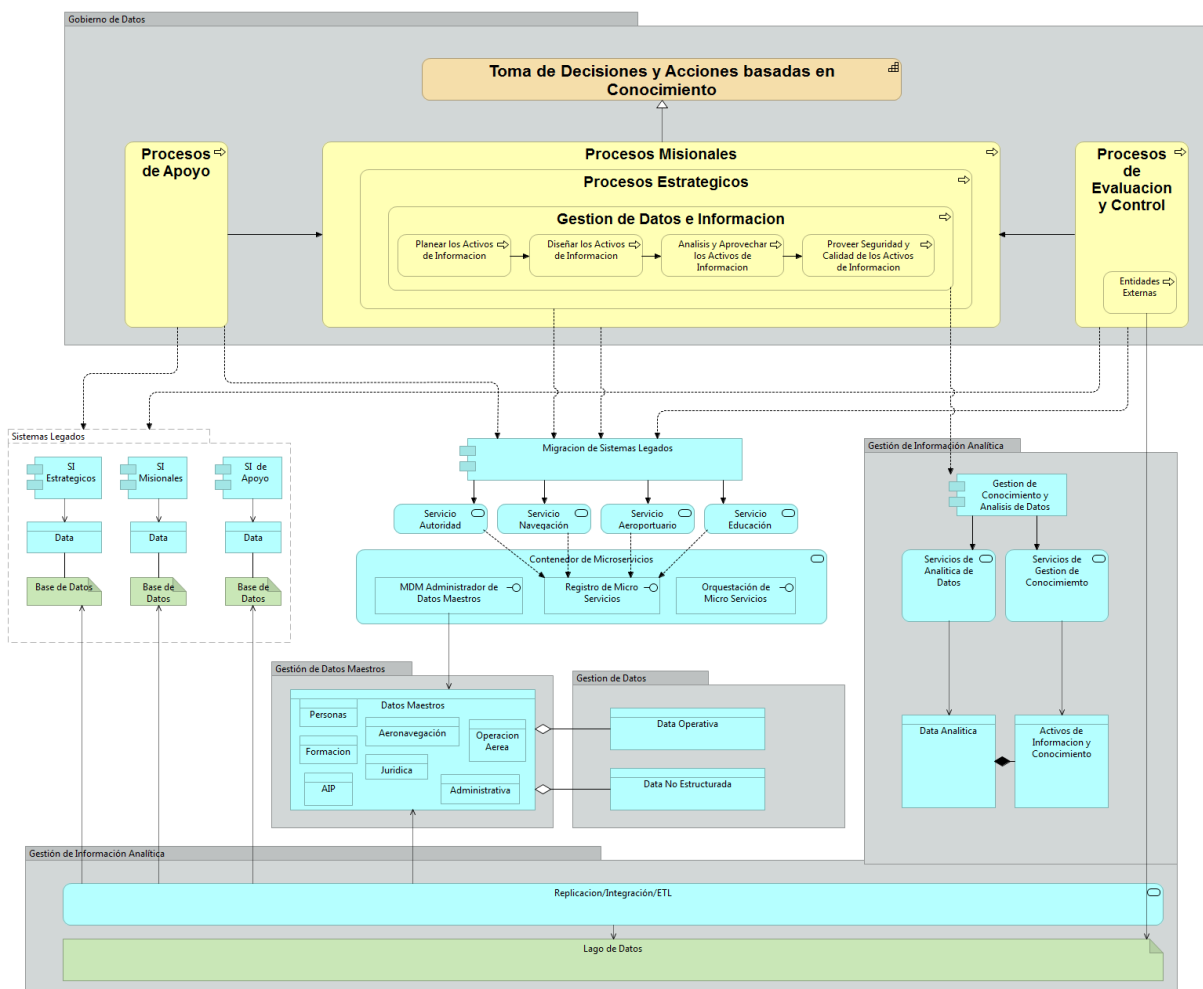 Gobierno de Datos
Toma de Decisiones y Acciones basadas en
Conocimiento
Procesos
de Apoyo
Procesos Misionales
Procesos Estrategicos
Gestion de Datos e Informacion
Planear los Activos
de Informacion
Diseñar los Activos
de Informacion
Analisis y Aprovechar
los Activos de
Informacion
Proveer Seguridad y
Calidad de los Activos
de Informacion
Procesos
de
Evaluacion
y Control
Entidades
Externas
Sistemas Legados
SI
Estrategicos
SI
Misionales
SI de
Apoyo
Data
Data
Data
Base de Datos
Base de
Datos
Base de
Datos
Migracion de Sistemas Legados
Servicio
Autoridad
Servicio
Navegación
Servicio
Aeroportuario
Servicio
Educación
Contenedor de Microservicios
MDM Administrador de
Datos Maestros
Registro de Micro
Servicios
Orquestación de
Micro Servicios
Gestión de Información Analítica
Gestion de
Conocimiento y
Analisis de Datos
Servicios de
Analitica de
Datos
Servicios de
Gestion de
Conocimiemto
Data Analitica
Activos de
Informacion y
Conocimiento
Gestión de Datos Maestros
Datos Maestros
Personas
Aeronavegación
Operacion
Aerea
Formacion
Juridica
AIP
Administrativa
Gestion de Datos
Data Operativa
Data No Estructurada
Gestión de Información Analítica
Replicacion/Integración/ETL
Lago de Datos